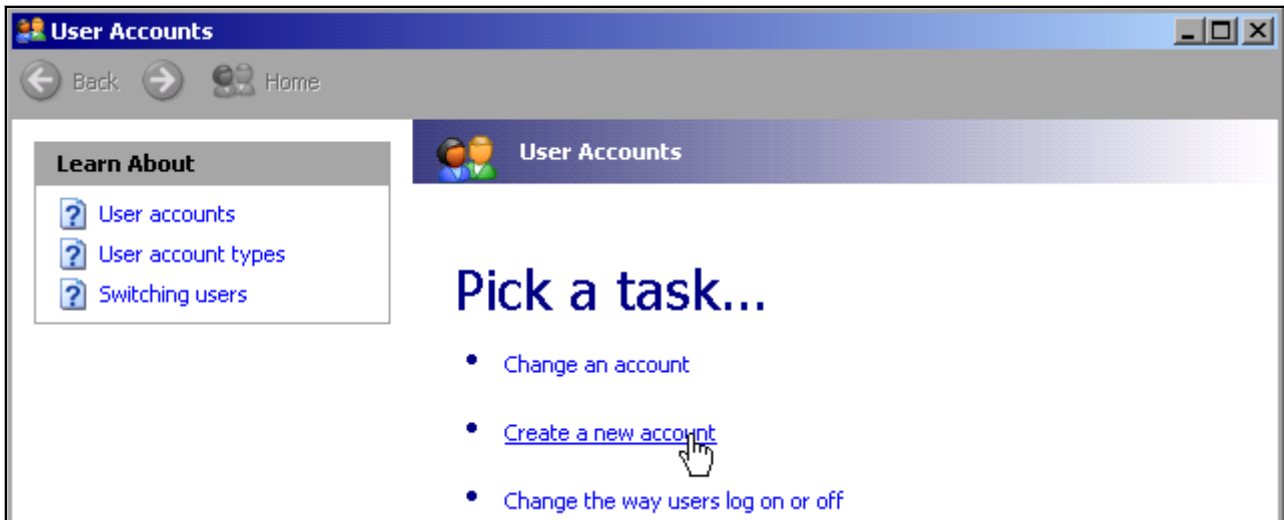 User Accounts
Back Home
Learn About
User accounts
User account types
Switching users
User Accounts
Pick a task...
Change an account
Create a new account
Change the way users log on or off